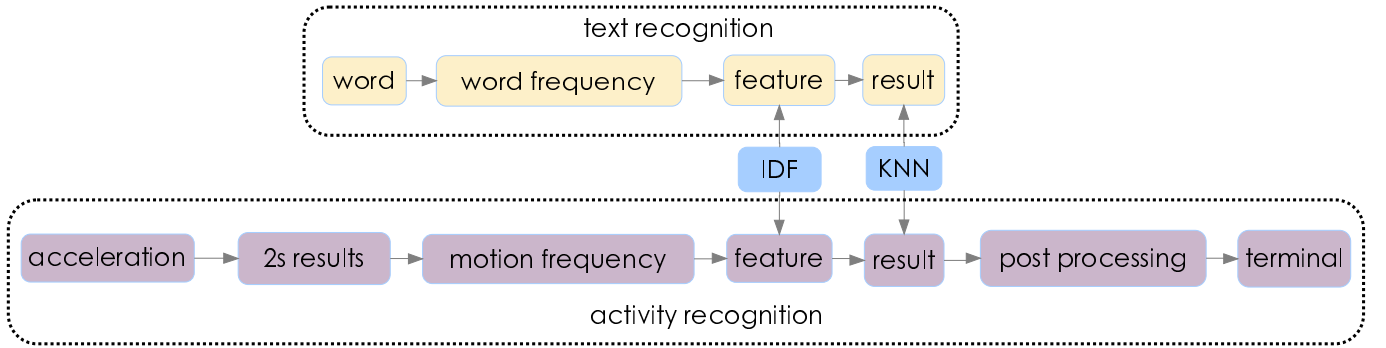 text recognition
word word frequency feature result
IDF KNN
acceleration 2s results motion frequency feature result post processing terminal
activity recognition